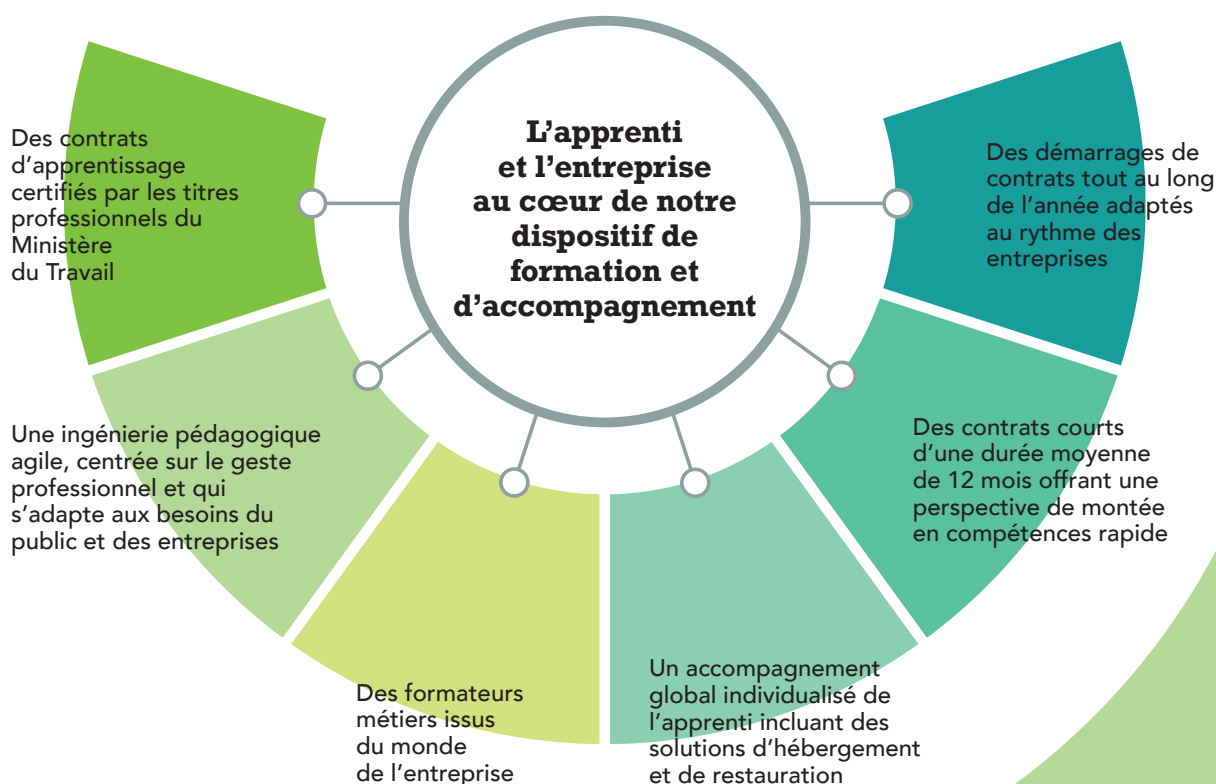 L'apprenti
et l'entreprise
au cœur de notre
dispositif de
formation et
d'accompagnement
Des contrats
d'apprentissage
certifiés par les titres
professionnels du
Ministère
du Travail
Une ingénierie pédagogique
agile, centrée sur le geste
professionnel et qui
s'adapte aux besoins du
public et des entreprises
Des formateurs
métiers issus
du monde
de l'entreprise
Un accompagnement
global individualisé de
l'apprenti incluant des
solutions d'hébergement
et de restauration
Des contrats courts
d'une durée moyenne
de 12 mois offrant une
perspective de montée
en compétences rapide
Des démarrages de
contrats tout au long
de l'année adaptés
au rythme des
entreprises